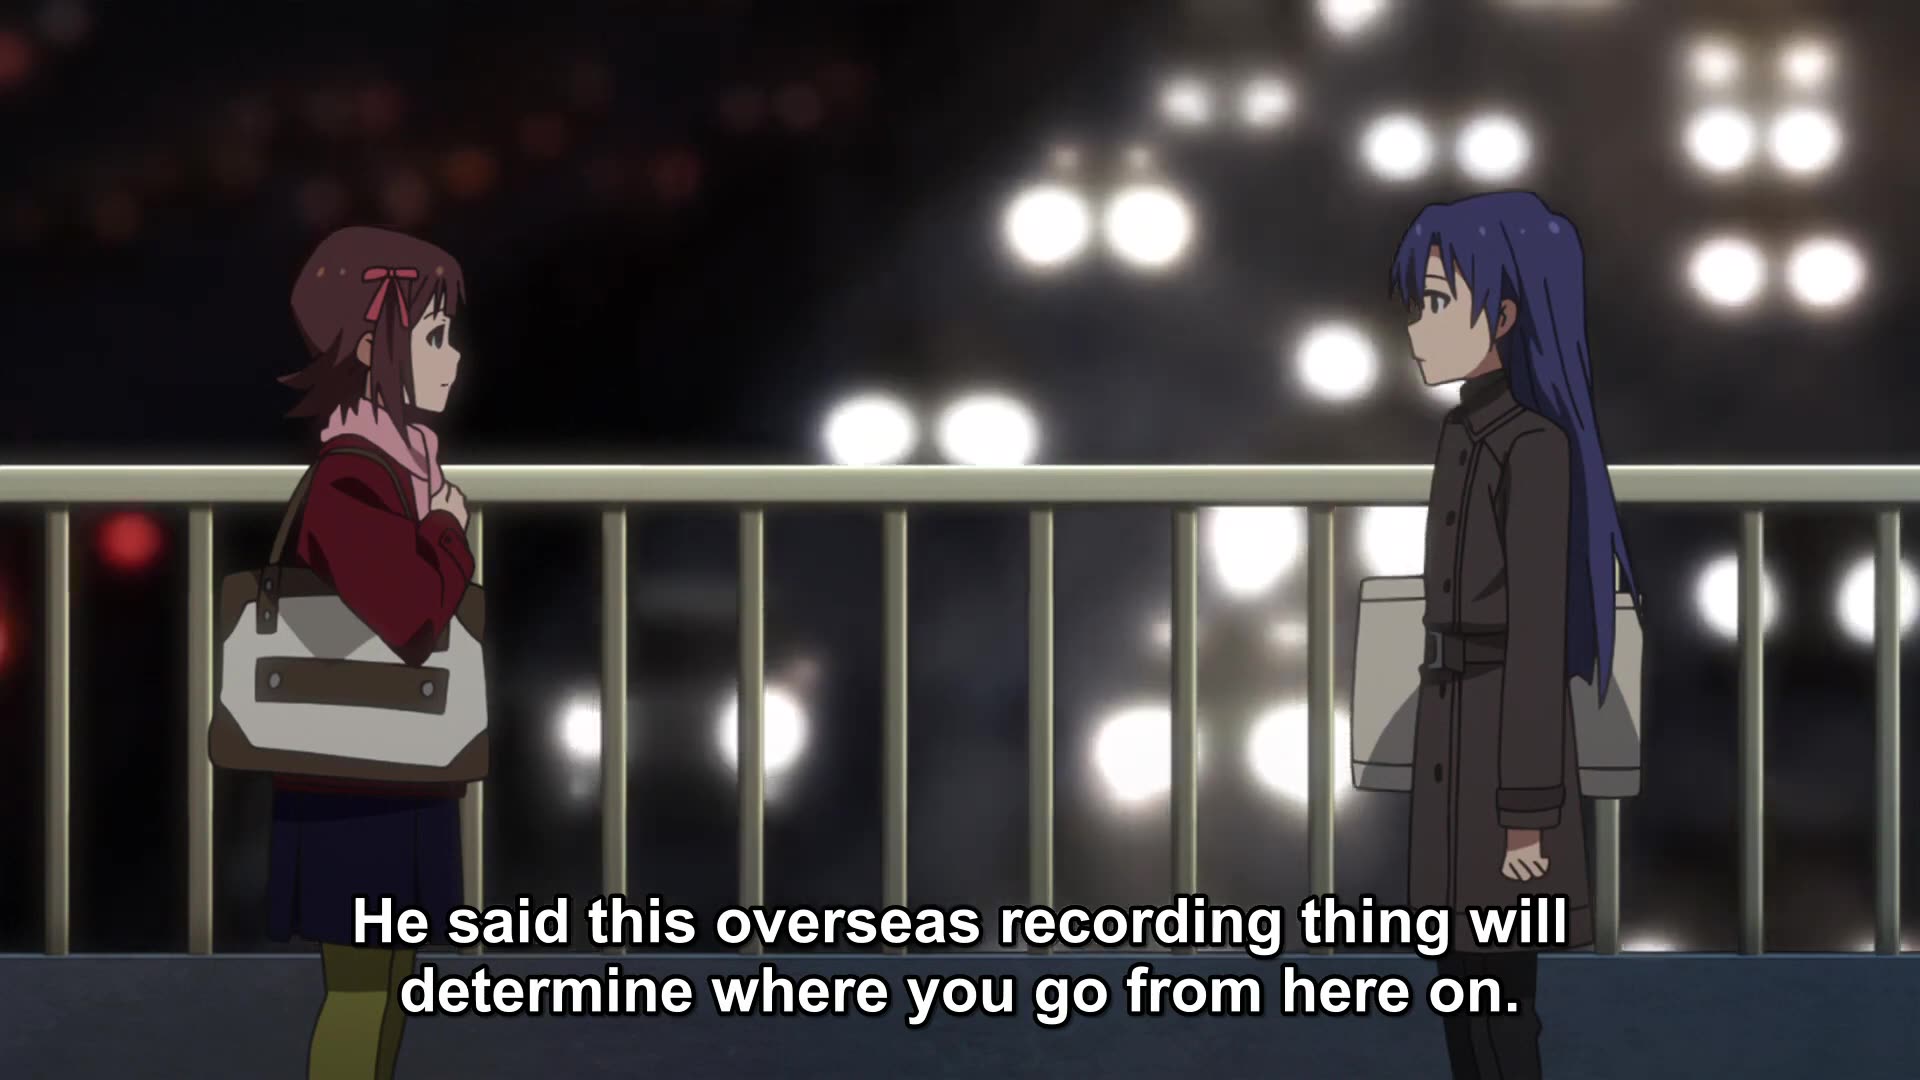 He said this overseas recording thing will
determine where you go from here on.